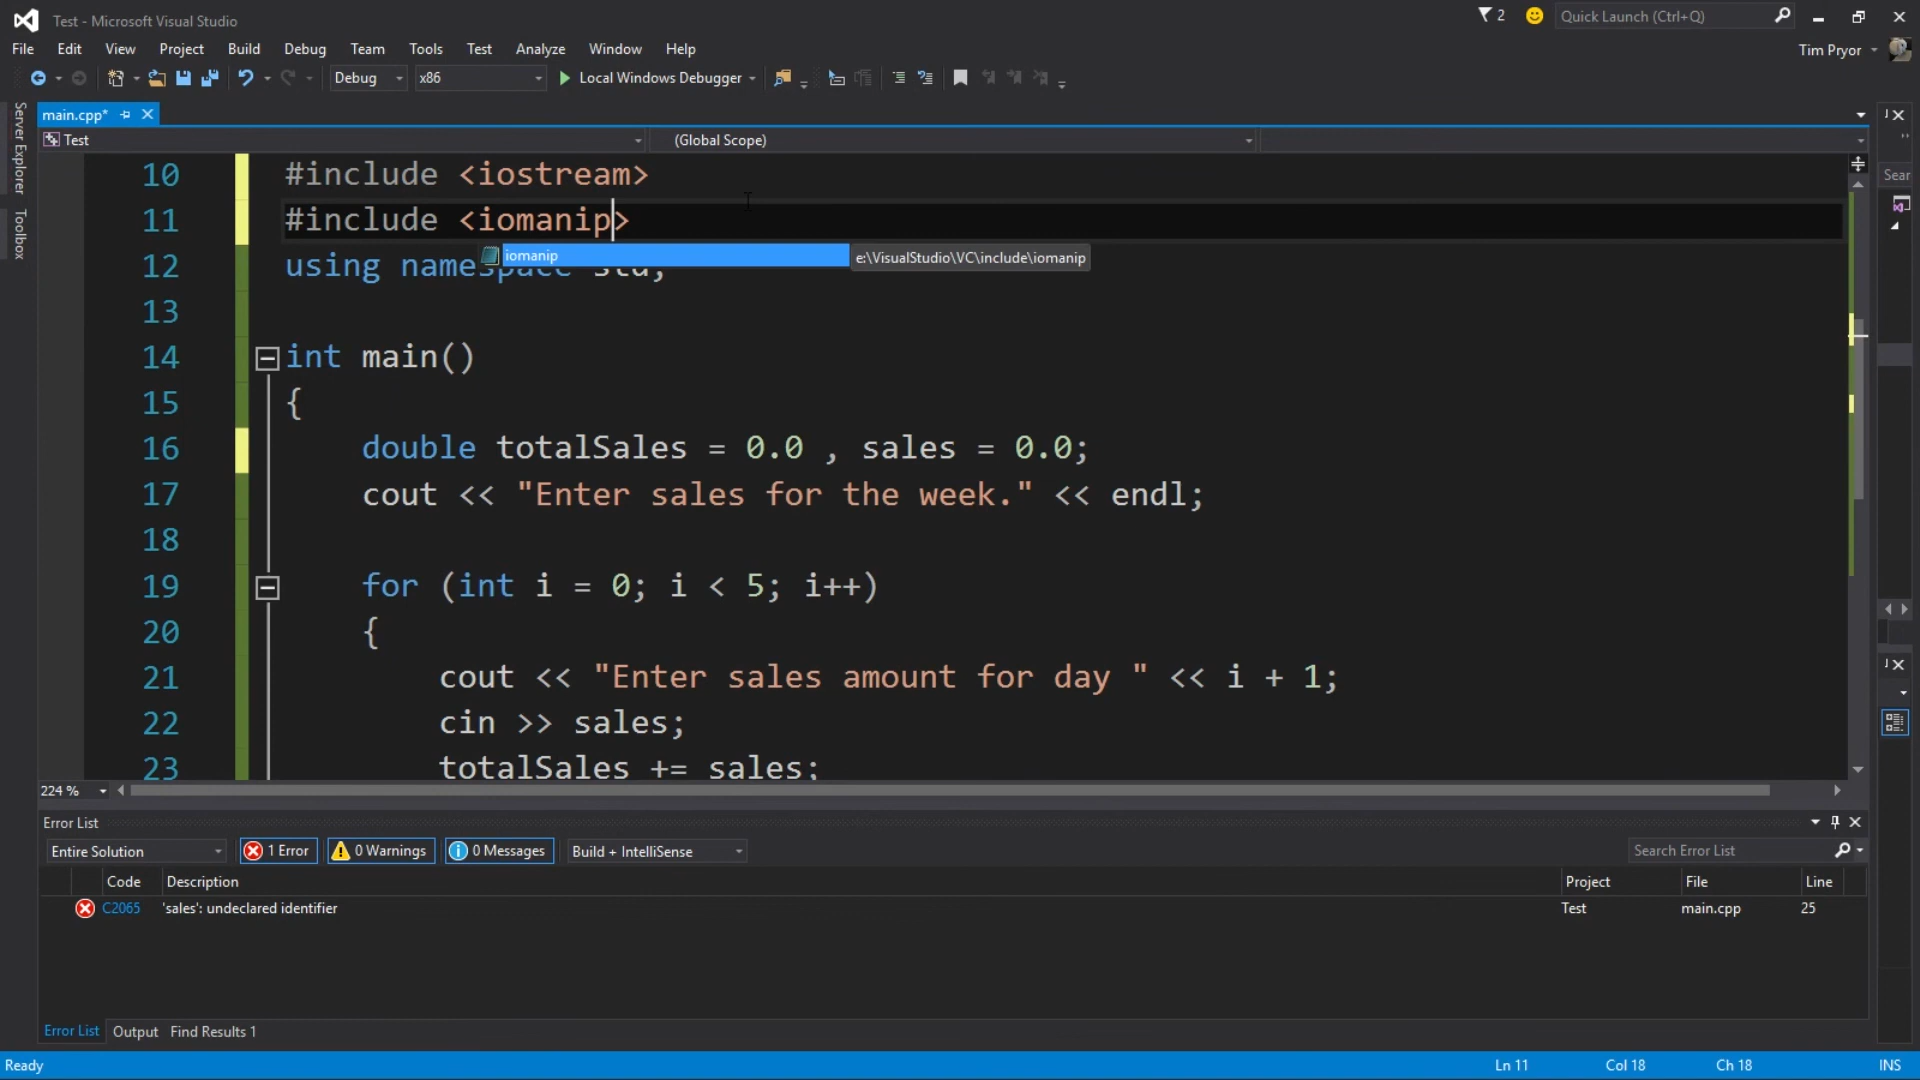 Test - Microsoft Visual Studio
2
Quick Launch (Ctrl+Q)
File Edit View Project Build Debug Team Tools Test Analyze Window Help
Tim Pryor
Debug x86 Local Windows Debugger
Server Explorer
Toolbox
main.cpp*
Test (Global Scope)
Sear
10 #include <iostream>
11 #include <iomanip>
iomanip e:\VisualStudio\VC\include\iomanip
12 using namespace std;
13
14 int main()
15 {
16 double totalSales = 0.0 , sales = 0.0;
17 cout << "Enter sales for the week." << endl;
18
19 for (int i = 0; i < 5; i++)
20 {
21 cout << "Enter sales amount for day " << i + 1;
22 cin >> sales;
23 totalSales += sales;
224 %
Error List
Entire Solution 1 Error 0 Warnings 0 Messages Build + IntelliSense Search Error List
Code Description Project File Line
C2065 'sales': undeclared identifier Test main.cpp 25
Error List Output Find Results 1
Ready Ln 11 Col 18 Ch 18 INS